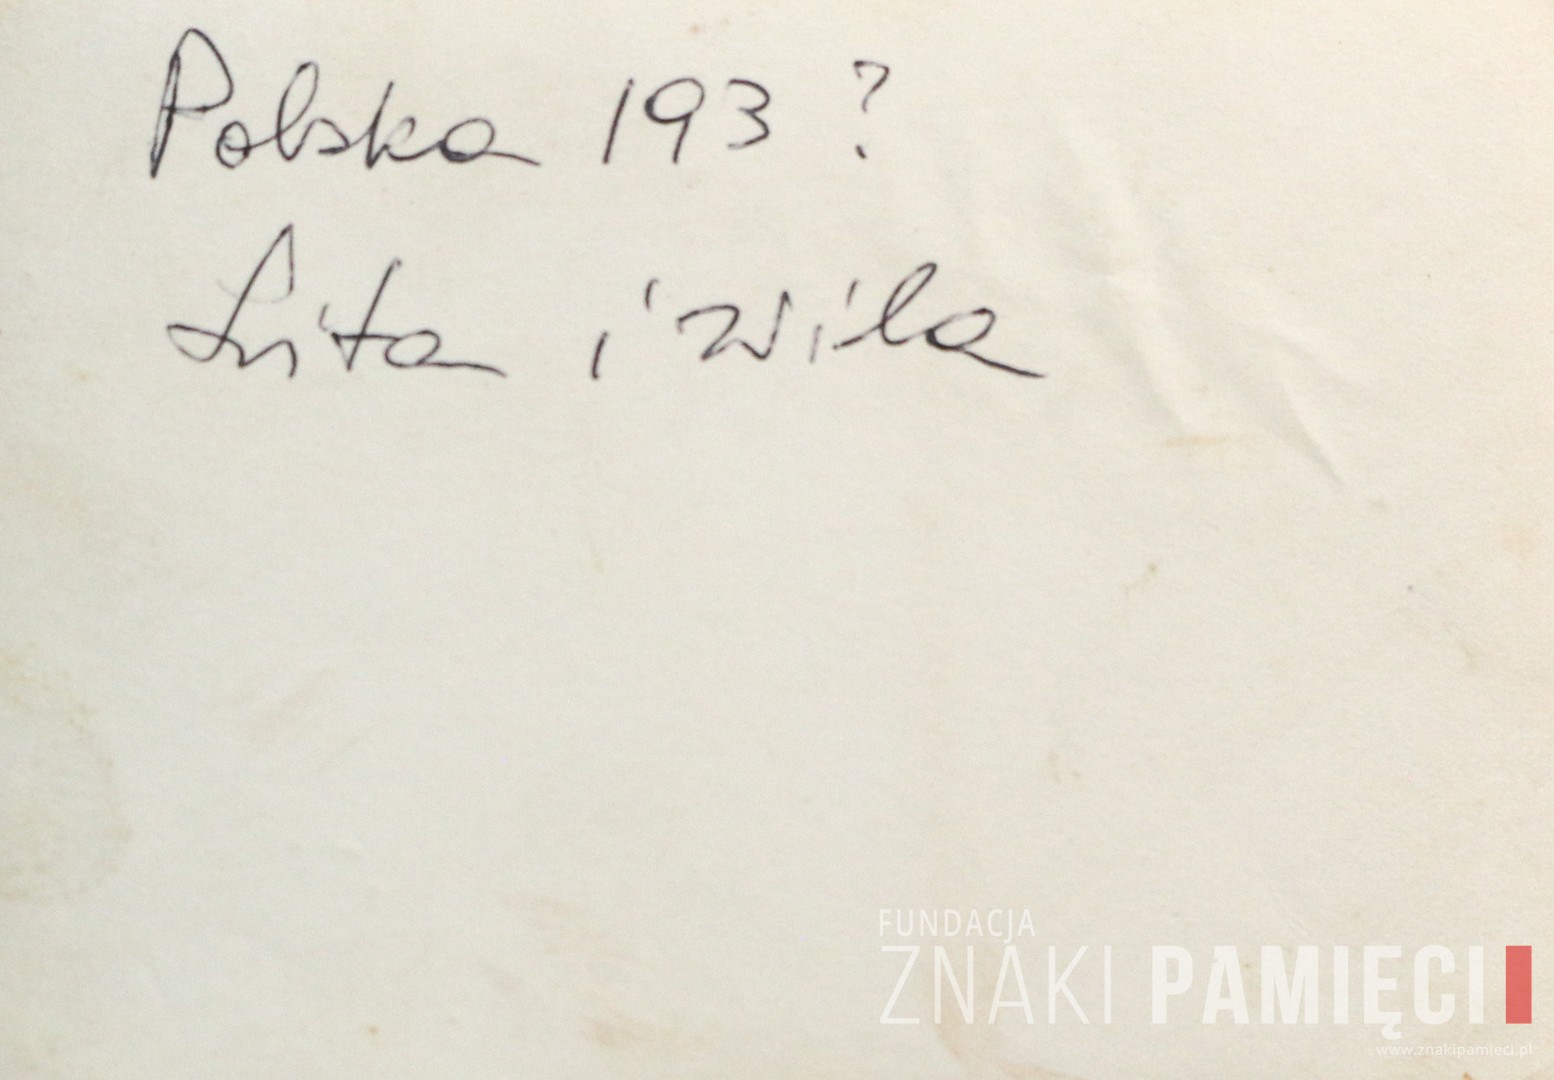 Polska 193 ?
Lita i Wila
FUNDACJA
ZNAKI PAMIĘCI
www.znakipamieci.pl